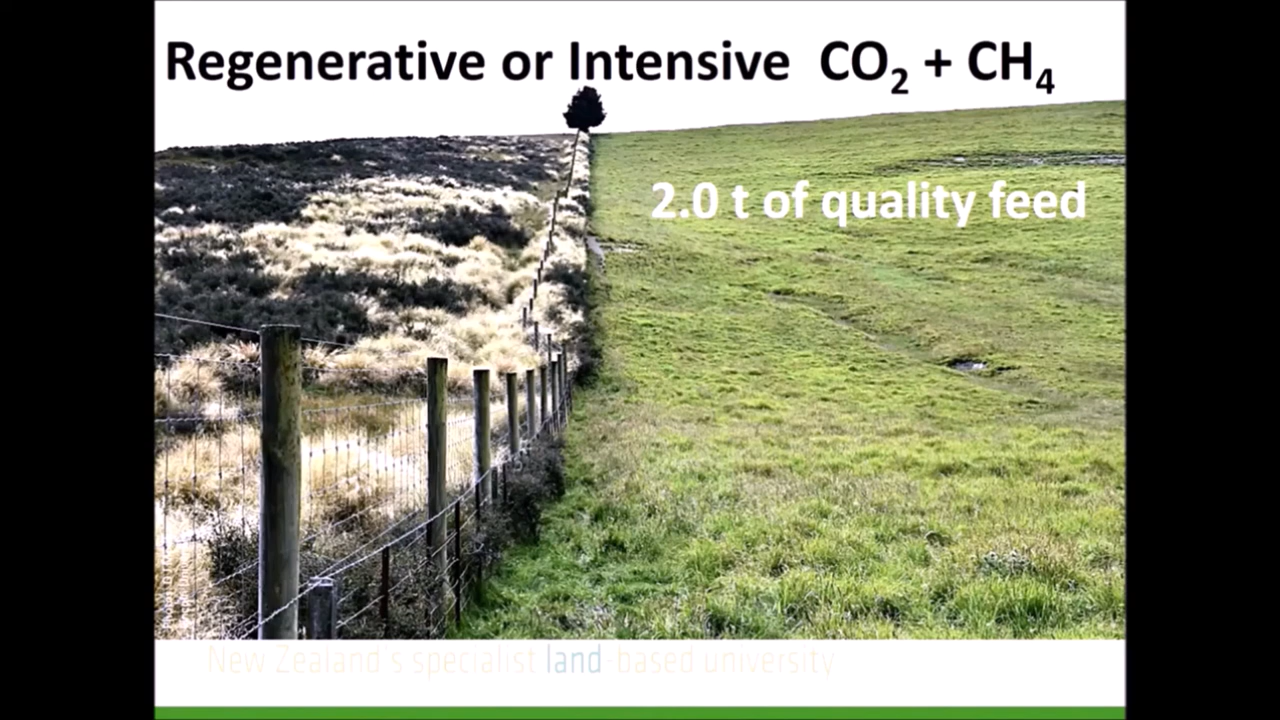 Regenerative or Intensive CO₂ + CH₄
2.0 t of quality feed
New Zealand's specialist land-based university